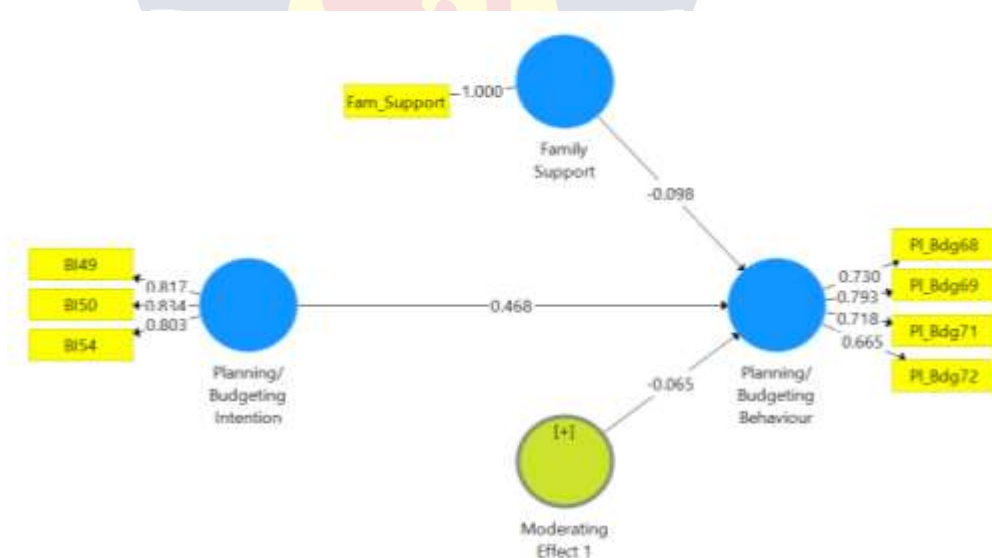 Fam_Support
1.000
Family
Support
-0.098
BI49
BI50
BI54
0.817
0.834
0.803
Planning/
Budgeting
Intention
0.468
Planning/
Budgeting
Behaviour
0.730
0.793
0.718
0.665
Pl_Bdg68
Pl_Bdg69
Pl_Bdg71
Pl_Bdg72
-0.065
[+]
Moderating
Effect 1